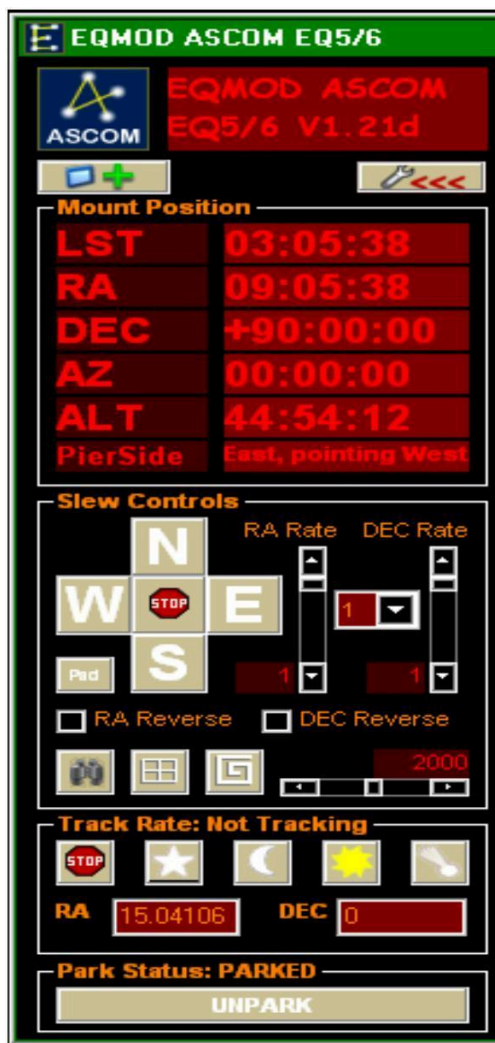 EQMOD ASCOM EQ5/6
ASCOM
EQMOD ASCOM
EQ5/6 V1.21d
<<<
Mount Position
LST 03:05:38
RA 09:05:38
DEC +90:00:00
AZ 00:00:00
ALT 44:54:12
PierSide East, pointing West
Slew Controls
RA Rate DEC Rate
N
W STOP E 1
S
Pad 1 1
RA Reverse DEC Reverse
2000
Track Rate: Not Tracking
STOP
RA 15.04106 DEC 0
Park Status: PARKED
UNPARK